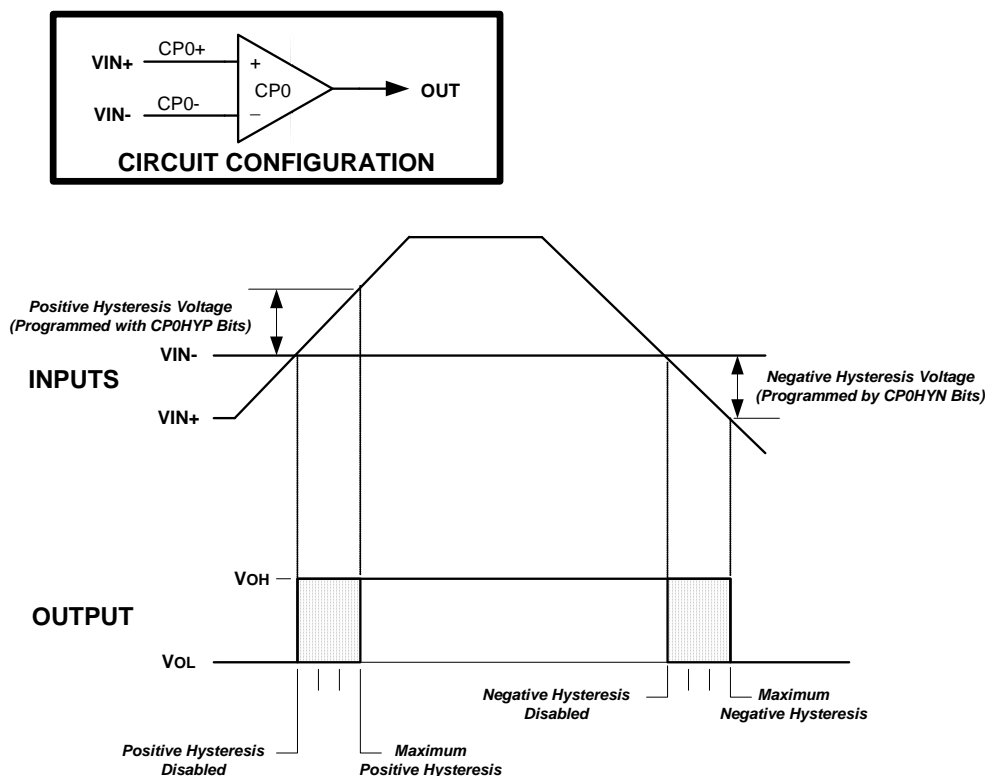 VIN+
CP0+
+
CP0
OUT
VIN-
CP0-
_
CIRCUIT CONFIGURATION
Positive Hysteresis Voltage
(Programmed with CP0HYP Bits)
VIN-
INPUTS
VIN+
Negative Hysteresis Voltage
(Programmed by CP0HYN Bits)
VOH
OUTPUT
VOL
Negative Hysteresis
Disabled
Maximum
Negative Hysteresis
Positive Hysteresis
Disabled
Maximum
Positive Hysteresis